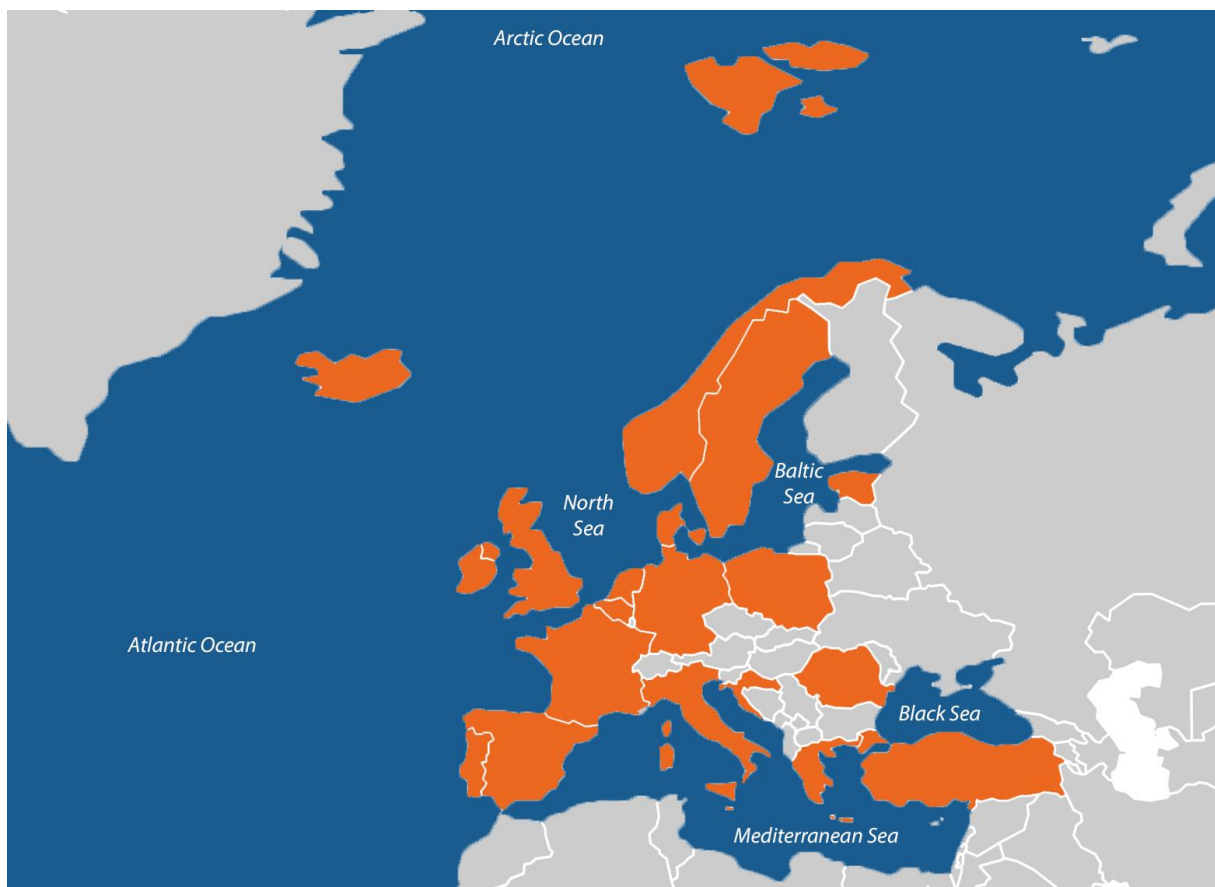 Arctic Ocean
Baltic
Sea
North
Sea
Atlantic Ocean
Black Sea
Mediterranean Sea